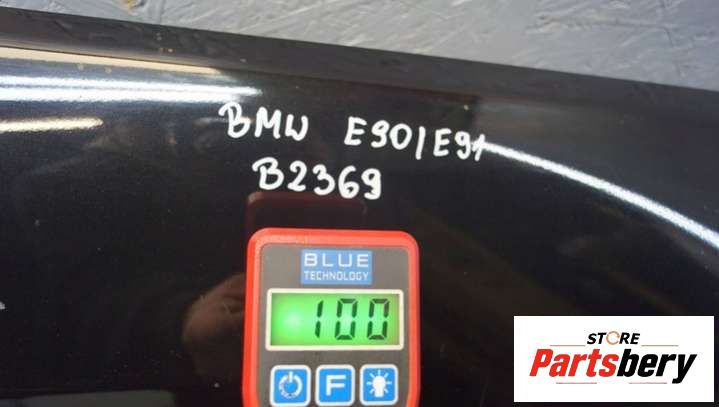 BMW E90/E91
B2369
BLUE
TECHNOLOGY
100
F
STORE
Partsbery